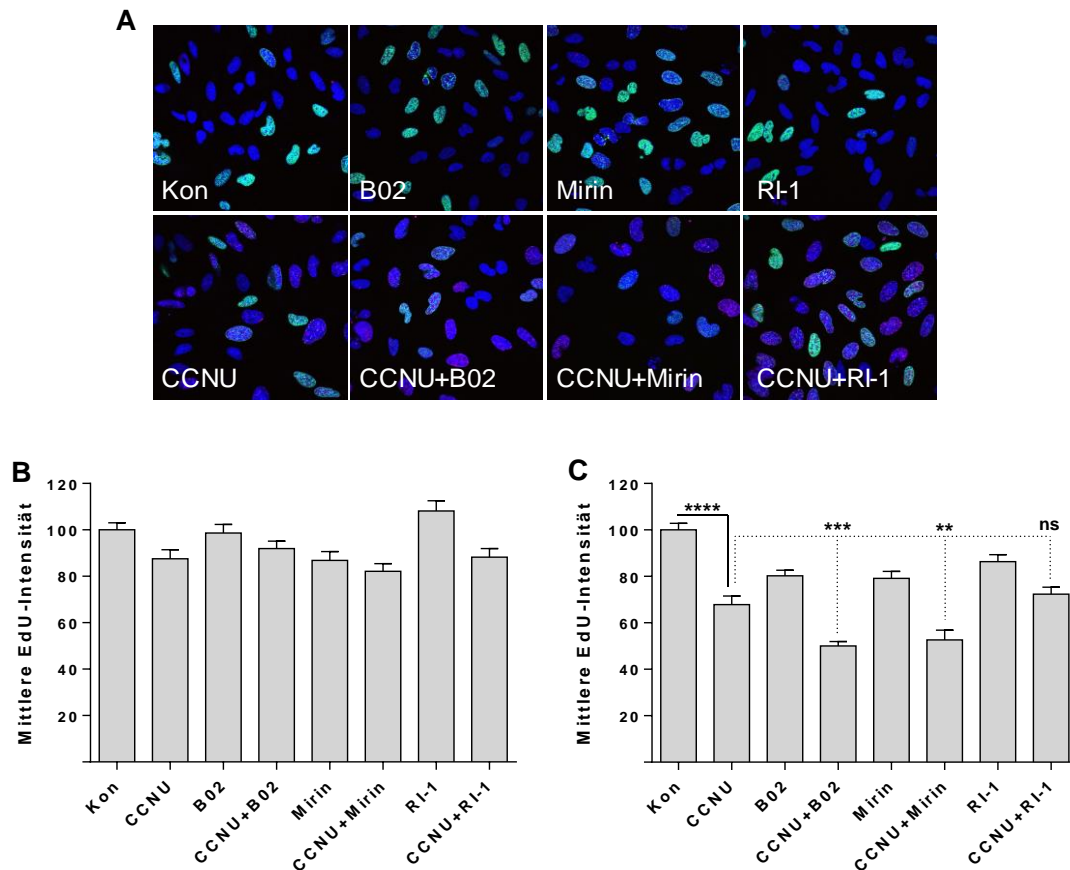 A
Kon
B02
Mirin
RI-1
CCNU
CCNU+B02
CCNU+Mirin
CCNU+RI-1
B
Mittlere EdU-Intensität
120
100
80
60
40
20
Kon
CCNU
B02
CCNU+B02
Mirin
CCNU+Mirin
RI-1
CCNU+RI-1
C
Mittlere EdU-Intensität
120
100
80
60
40
20
****
***
**
ns
Kon
CCNU
B02
CCNU+B02
Mirin
CCNU+Mirin
RI-1
CCNU+RI-1